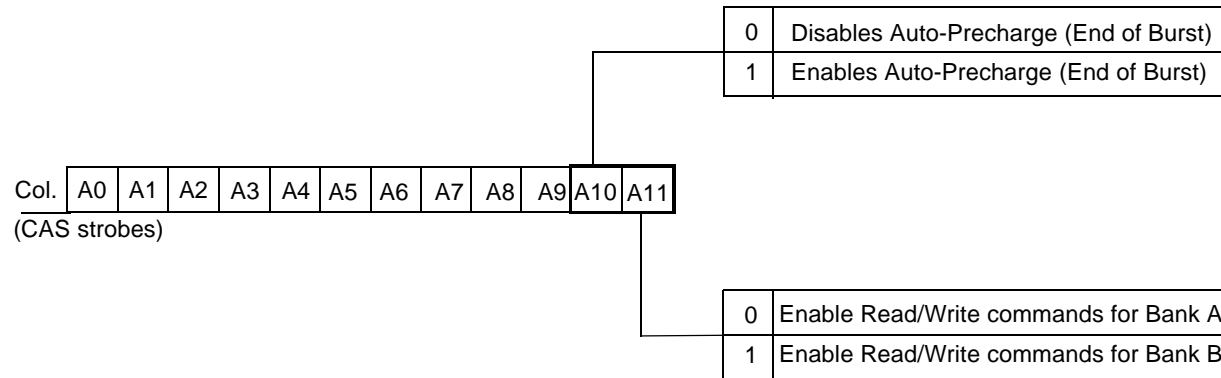 0 Disables Auto-Precharge (End of Burst)
1 Enables Auto-Precharge (End of Burst)
Col. A0 A1 A2 A3 A4 A5 A6 A7 A8 A9 A10 A11
(CAS strobes)
0 Enable Read/Write commands for Bank A
1 Enable Read/Write commands for Bank B